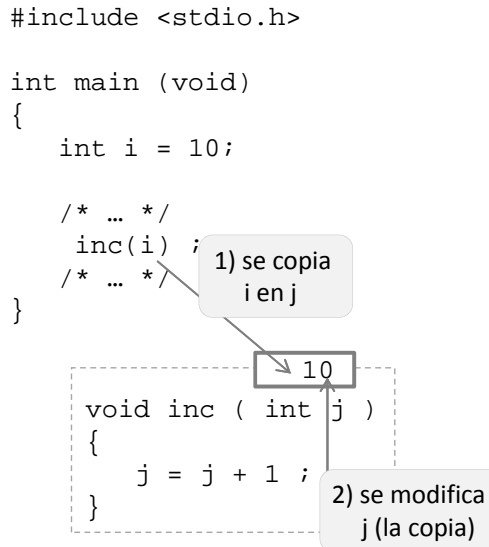 #include <stdio.h>
int main (void)
{
int i = 10;
/* … */
inc(i) ;
/* … */
}
1) se copia
i en j
10
void inc ( int j )
{
j = j + 1 ;
}
2) se modifica
j (la copia)